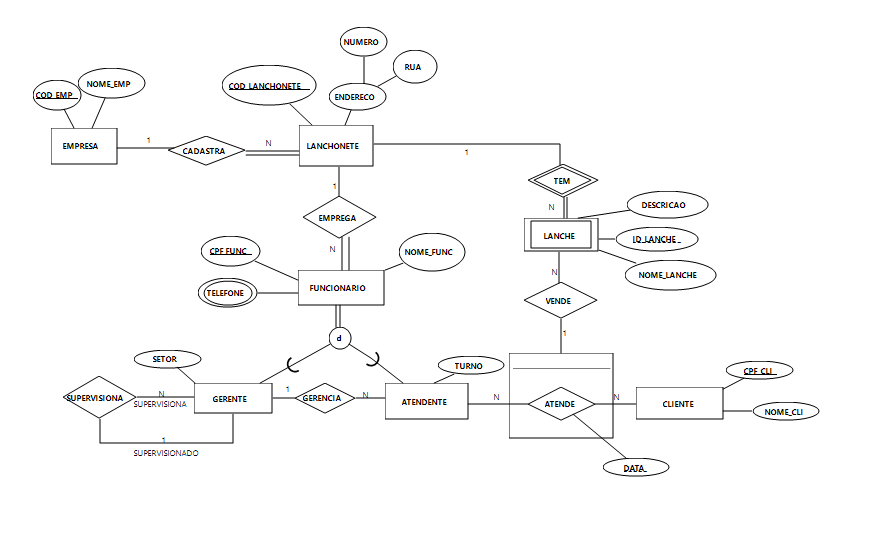 NUMERO
RUA
NOME_EMP
COD_EMP
COD_LANCHONETE
ENDERECO
EMPRESA
1
CADASTRA
N
LANCHONETE
1
TEM
1
N
DESCRICAO
EMPREGA
LANCHE
ID_LANCHE
N
CPF_FUNC
NOME_FUNC
N
NOME_LANCHE
FUNCIONARIO
TELEFONE
VENDE
1
d
SETOR
TURNO
CPF_CLI
SUPERVISIONA
N
SUPERVISIONA
GERENTE
1
GERENCIA
N
ATENDENTE
N
ATENDE
N
CLIENTE
NOME_CLI
1
SUPERVISIONADO
DATA